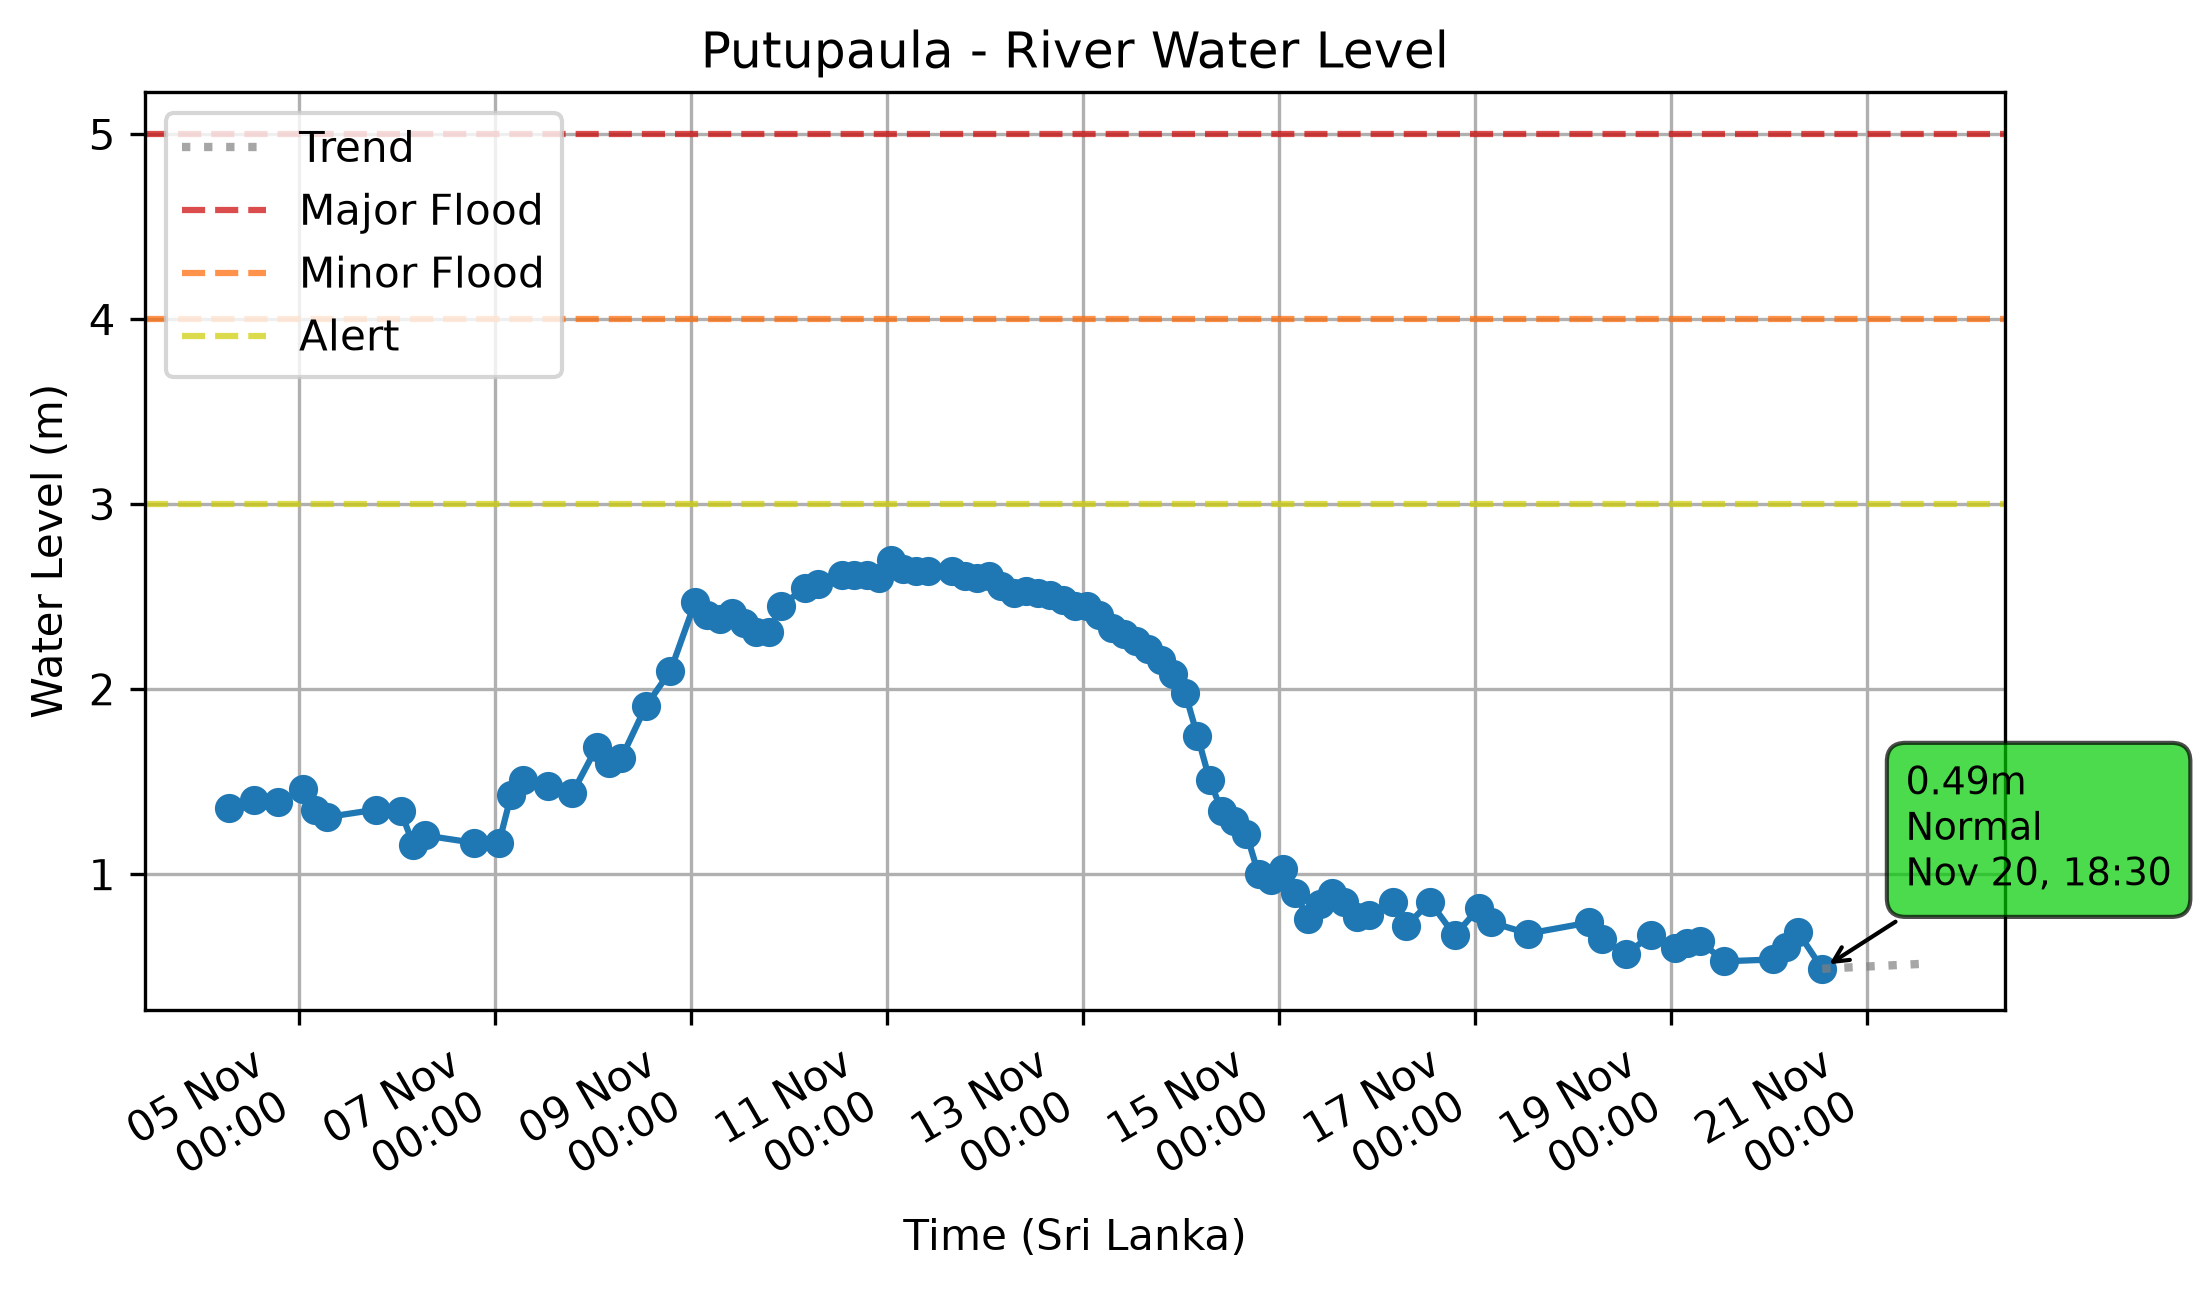 Putupaula - River Water Level
Water Level (m)
5
4
3
2
1
Trend
Major Flood
Minor Flood
Alert
0.49m
Normal
Nov 20, 18:30
05 Nov
00:00
07 Nov
00:00
09 Nov
00:00
11 Nov
00:00
13 Nov
00:00
15 Nov
00:00
17 Nov
00:00
19 Nov
00:00
21 Nov
00:00
Time (Sri Lanka)